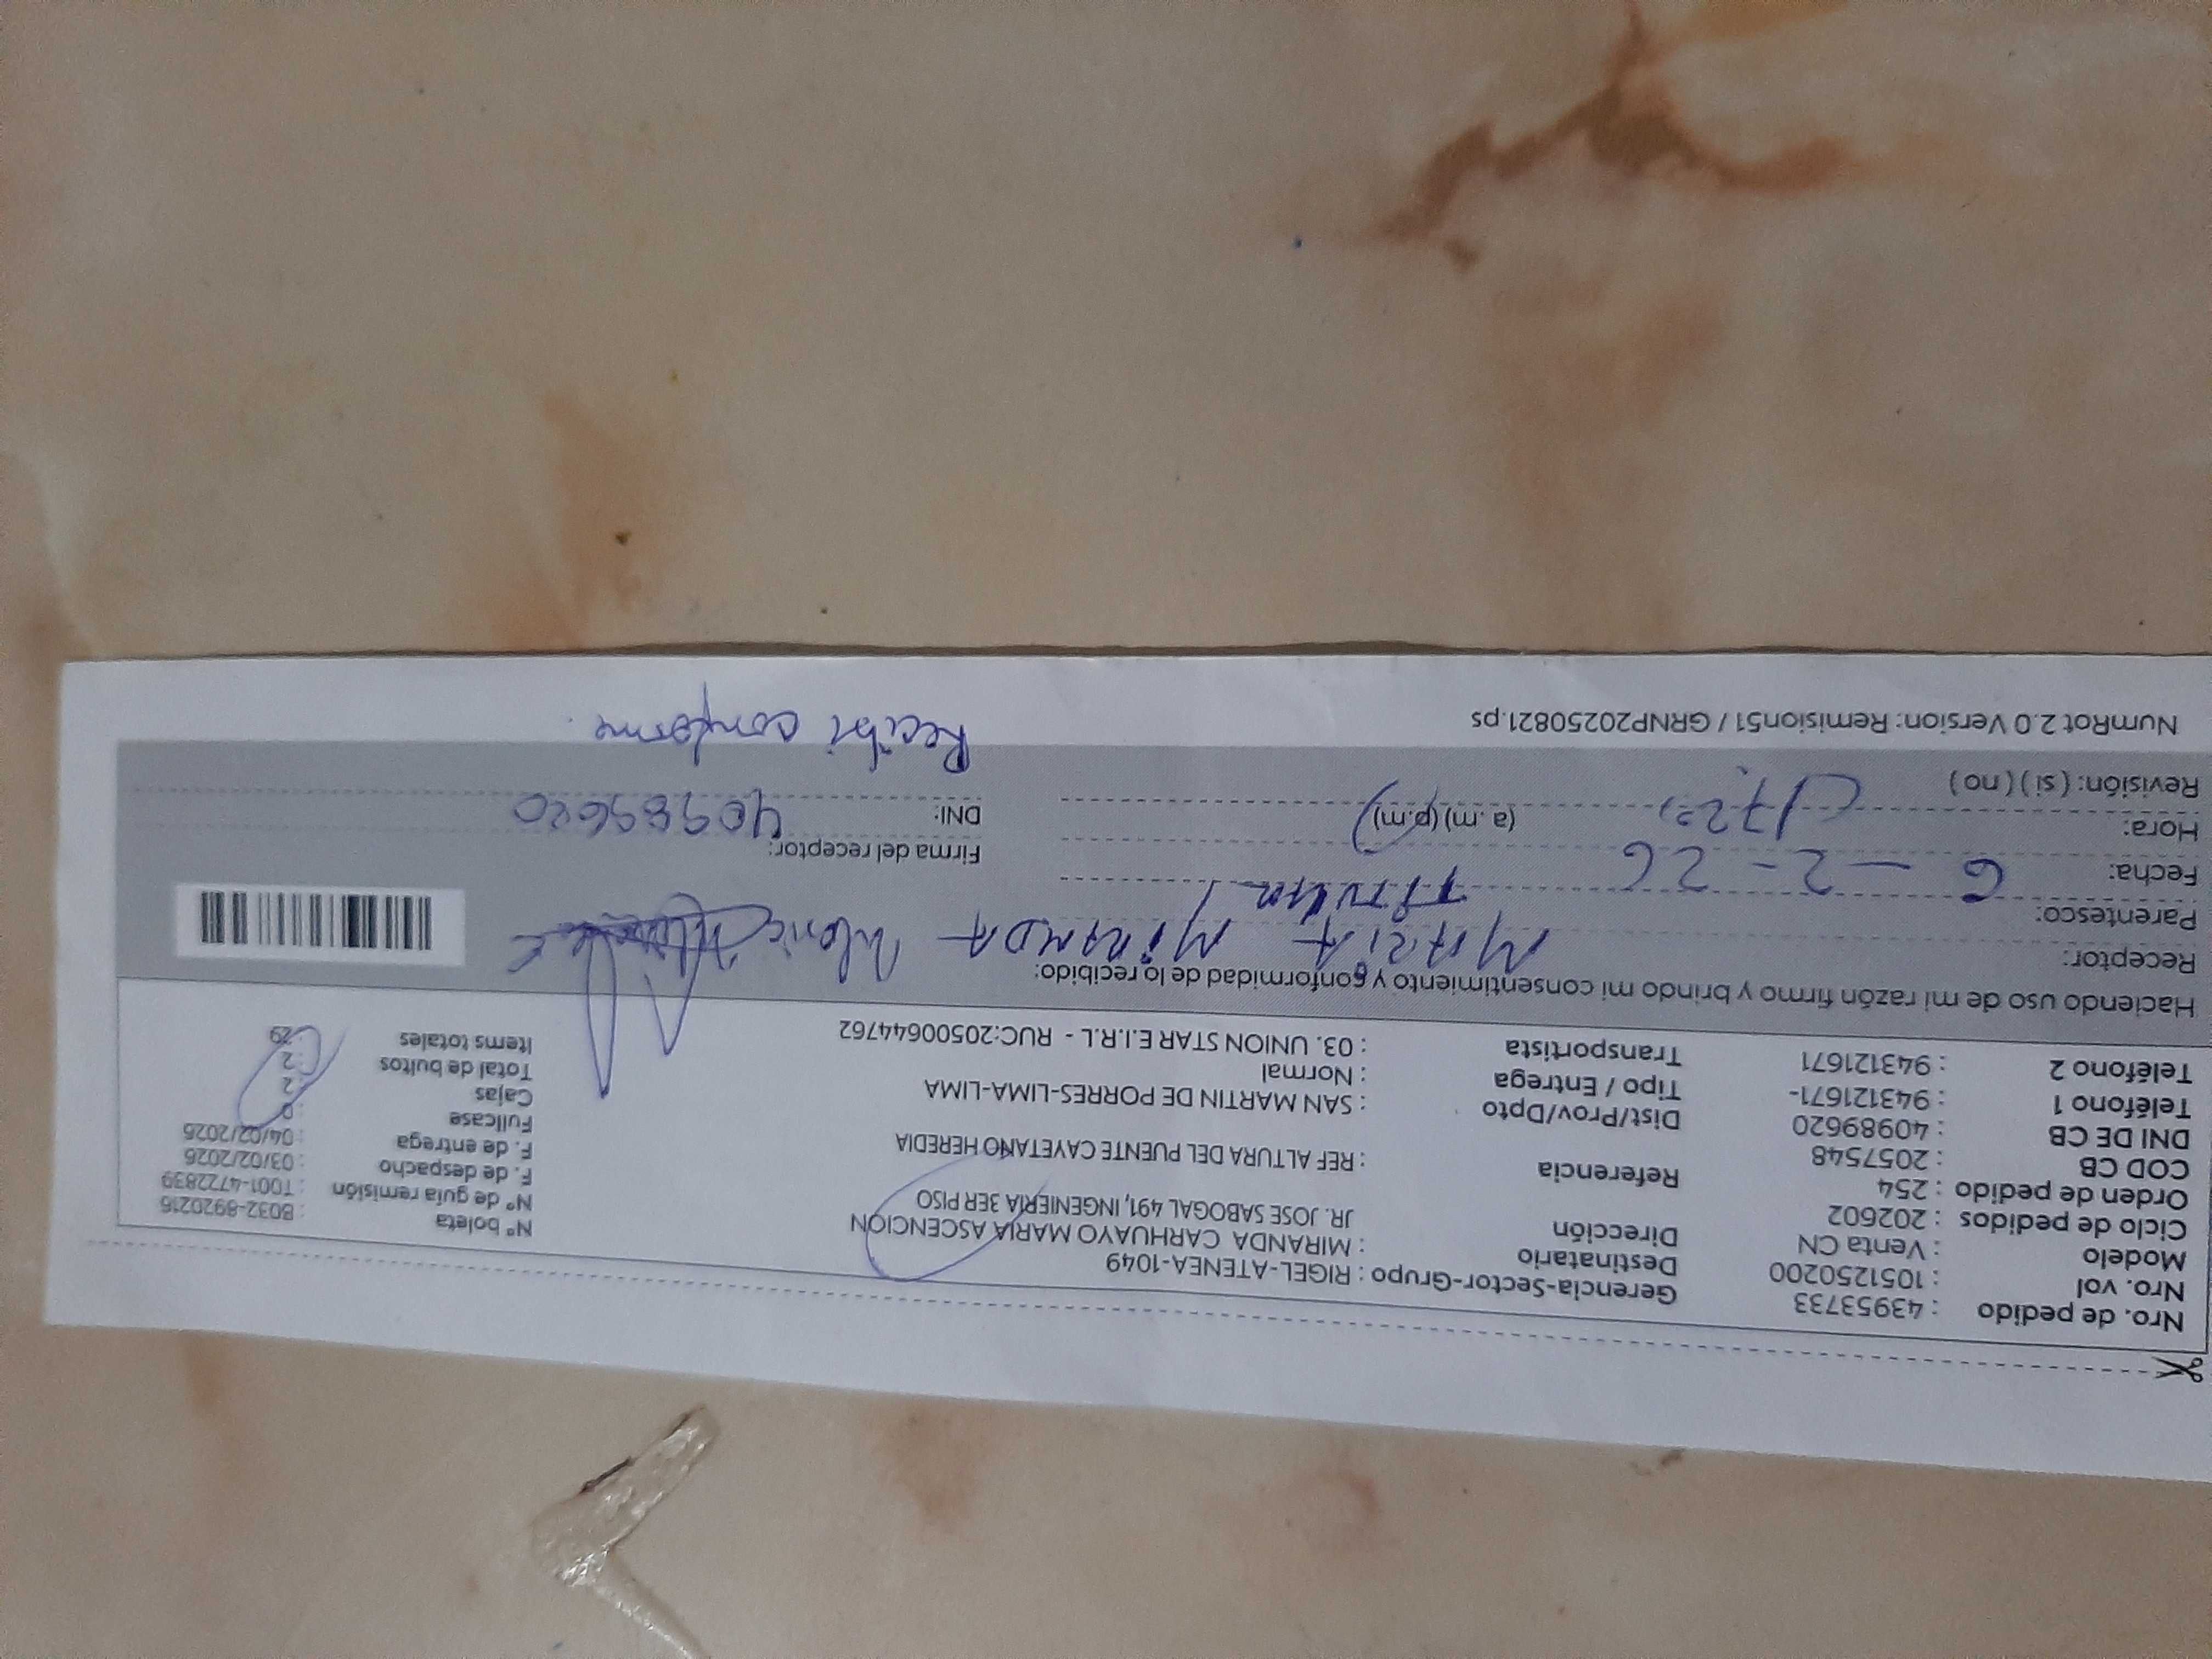 Nro. de pedido : 43953733
Nro. vol : 1051250200
Modelo : Venta CN
Ciclo de pedidos : 202602
Orden de pedido : 254
COD CB : 2057548
DNI DE CB : 40989620
Teléfono 1 : 943121671-
Teléfono 2 : 943121671
Gerencia-Sector-Grupo : RIGEL-ATENEA-1049
Destinatario : MIRANDA CARHUAYO MARIA ASCENCION
Dirección JR. JOSE SABOGAL 491, INGENIERIA 3ER PISO
Referencia : REF ALTURA DEL PUENTE CAYETANO HEREDIA
Dist/Prov/Dpto : SAN MARTIN DE PORRES-LIMA-LIMA
Tipo / Entrega : Normal
Transportista : 03. UNION STAR E.I.R.L - RUC:20500644762
Nº boleta : B032-8920216
Nº de guía remisión : T001-4722839
F. de despacho : 03/02/2026
F. de entrega : 04/02/2026
Fullcase : 0
Cajas : 2
Total de bultos : 2
Items totales : 29
Haciendo uso de mi razón firmo y brindo mi consentimiento y conformidad de lo recibido:
Receptor: MARIA MIRANDA
Parentesco: Titular
Fecha: 6 - 2 - 26
Hora: (a. m) (p.m)
Revisión: ( si ) ( no )
Firma del receptor:
DNI: 40989620
Recibi conforme.
NumRot 2.0 Version: Remision51 / GRNP20250821.ps